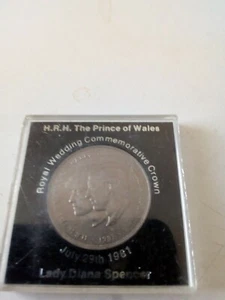 H.R.H. The Prince of Wales
Royal Wedding Commemorative Crown
July 29th 1981
Lady Diana Spencer